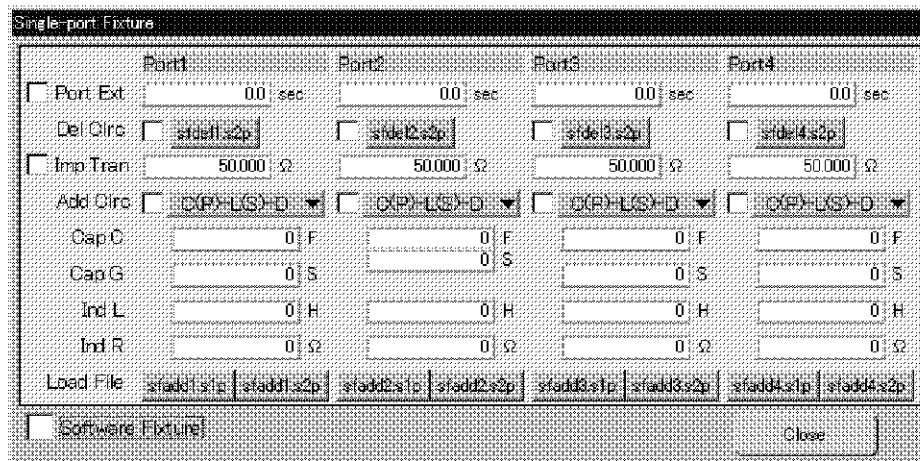 Single-port Fixture
Port1 Port2 Port3 Port4
Port Ext 0.0 sec 0.0 sec 0.0 sec 0.0 sec
Del Circ sfdel1.s2p sfdel2.s2p sfdel3.s2p sfdel4.s2p
Imp Tran 50.000 Ω 50.000 Ω 50.000 Ω 50.000 Ω
Add Circ C(P)-L(S)-D C(P)-L(S)-D C(P)-L(S)-D C(P)-L(S)-D
Cap C 0 F 0 F 0 F 0 F
Cap G 0 S 0 S 0 S 0 S
Ind L 0 H 0 H 0 H 0 H
Ind R 0 Ω 0 Ω 0 Ω 0 Ω
Load File sfadd1.s1p sfadd1.s2p sfadd2.s1p sfadd2.s2p sfadd3.s1p sfadd3.s2p sfadd4.s1p sfadd4.s2p
Software Fixture
Close